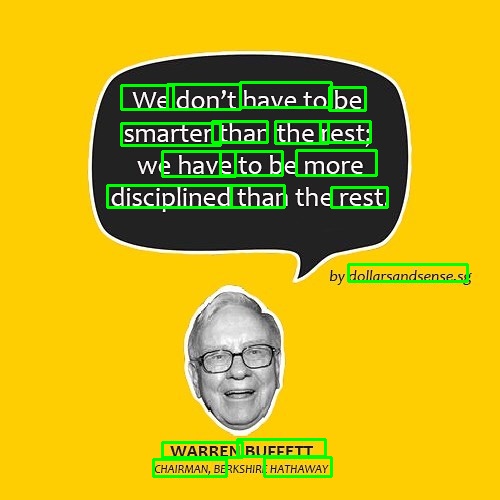 We don't have to be
smarter than the rest;
we have to be more
disciplined than the rest.
by dollarsandsense.sg
WARREN BUFFETT
CHAIRMAN, BERKSHIRE HATHAWAY